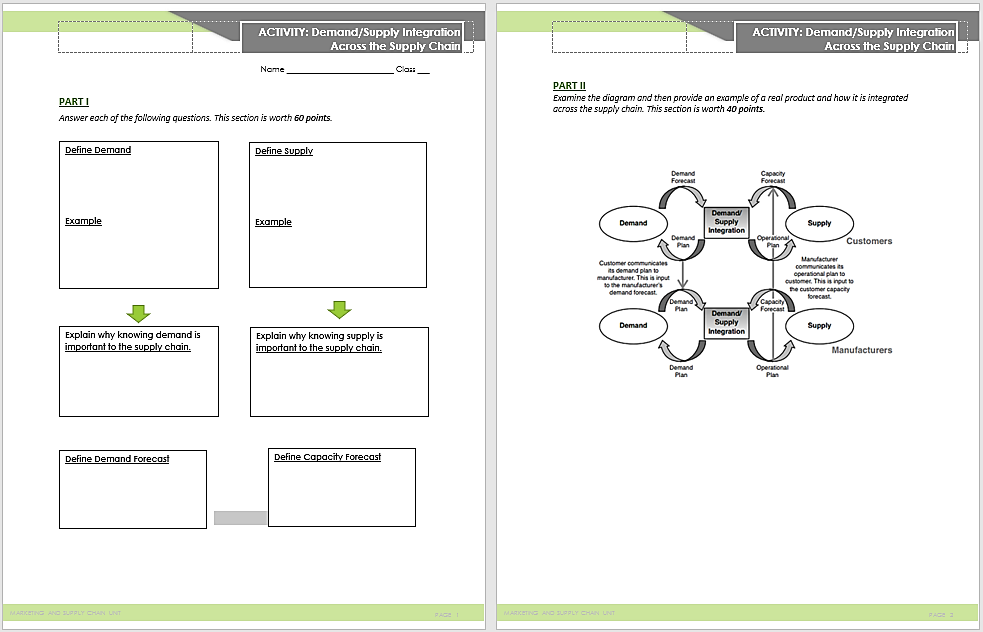 ACTIVITY: Demand/Supply Integration
Across the Supply Chain
Name ______________________ Class ___
PART I
Answer each of the following questions. This section is worth 60 points.
Define Demand
Example
Define Supply
Example
Explain why knowing demand is
important to the supply chain.
Explain why knowing supply is
important to the supply chain.
Define Demand Forecast
Define Capacity Forecast
MARKETING AND SUPPLY CHAIN UNIT
PAGE 1
ACTIVITY: Demand/Supply Integration
Across the Supply Chain
PART II
Examine the diagram and then provide an example of a real product and how it is integrated
across the supply chain. This section is worth 40 points.
Demand
Forecast
Capacity
Forecast
Demand
Demand/
Supply
Integration
Supply
Demand
Plan
Operational
Plan
Customers
Customer communicates
its demand plan to
manufacturer. This is input
to the manufacturer's
demand forecast.
Manufacturer
communicates its
operational plan to
customer. This is input to
the customer capacity
forecast.
Demand
Plan
Capacity
Forecast
Demand
Demand/
Supply
Integration
Supply
Manufacturers
Demand
Plan
Operational
Plan
MARKETING AND SUPPLY CHAIN UNIT
PAGE 2